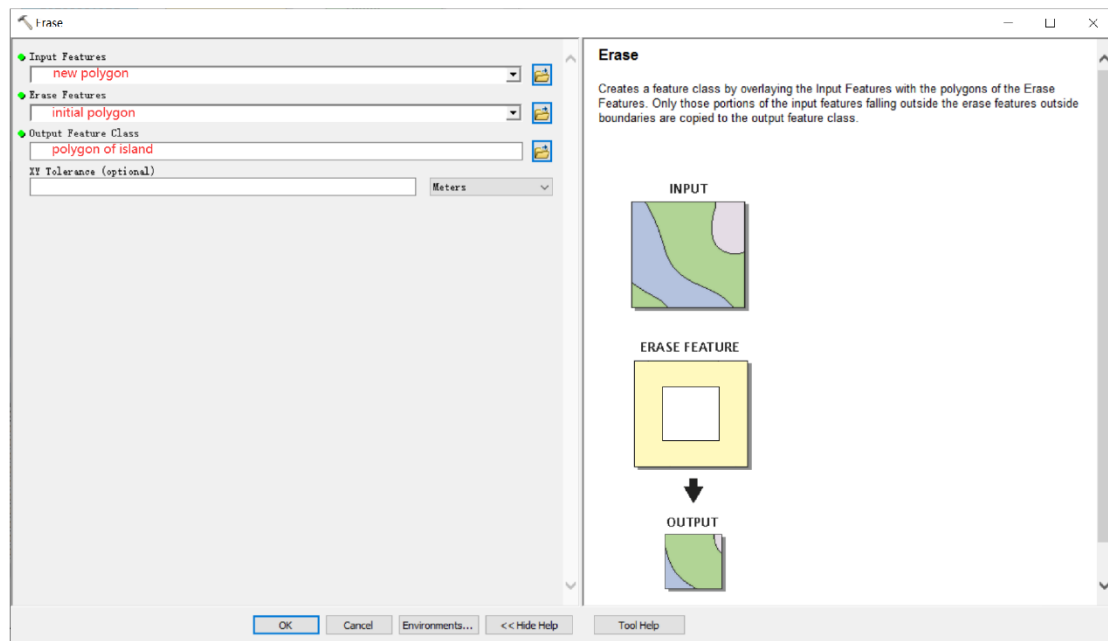 Erase
Input Features
new polygon
Erase Features
initial polygon
Output Feature Class
polygon of island
XY Tolerance (optional)
Meters
Erase
Creates a feature class by overlaying the Input Features with the polygons of the Erase
Features. Only those portions of the input features falling outside the erase features outside
boundaries are copied to the output feature class.
INPUT
ERASE FEATURE
OUTPUT
OK
Cancel
Environments...
<< Hide Help
Tool Help